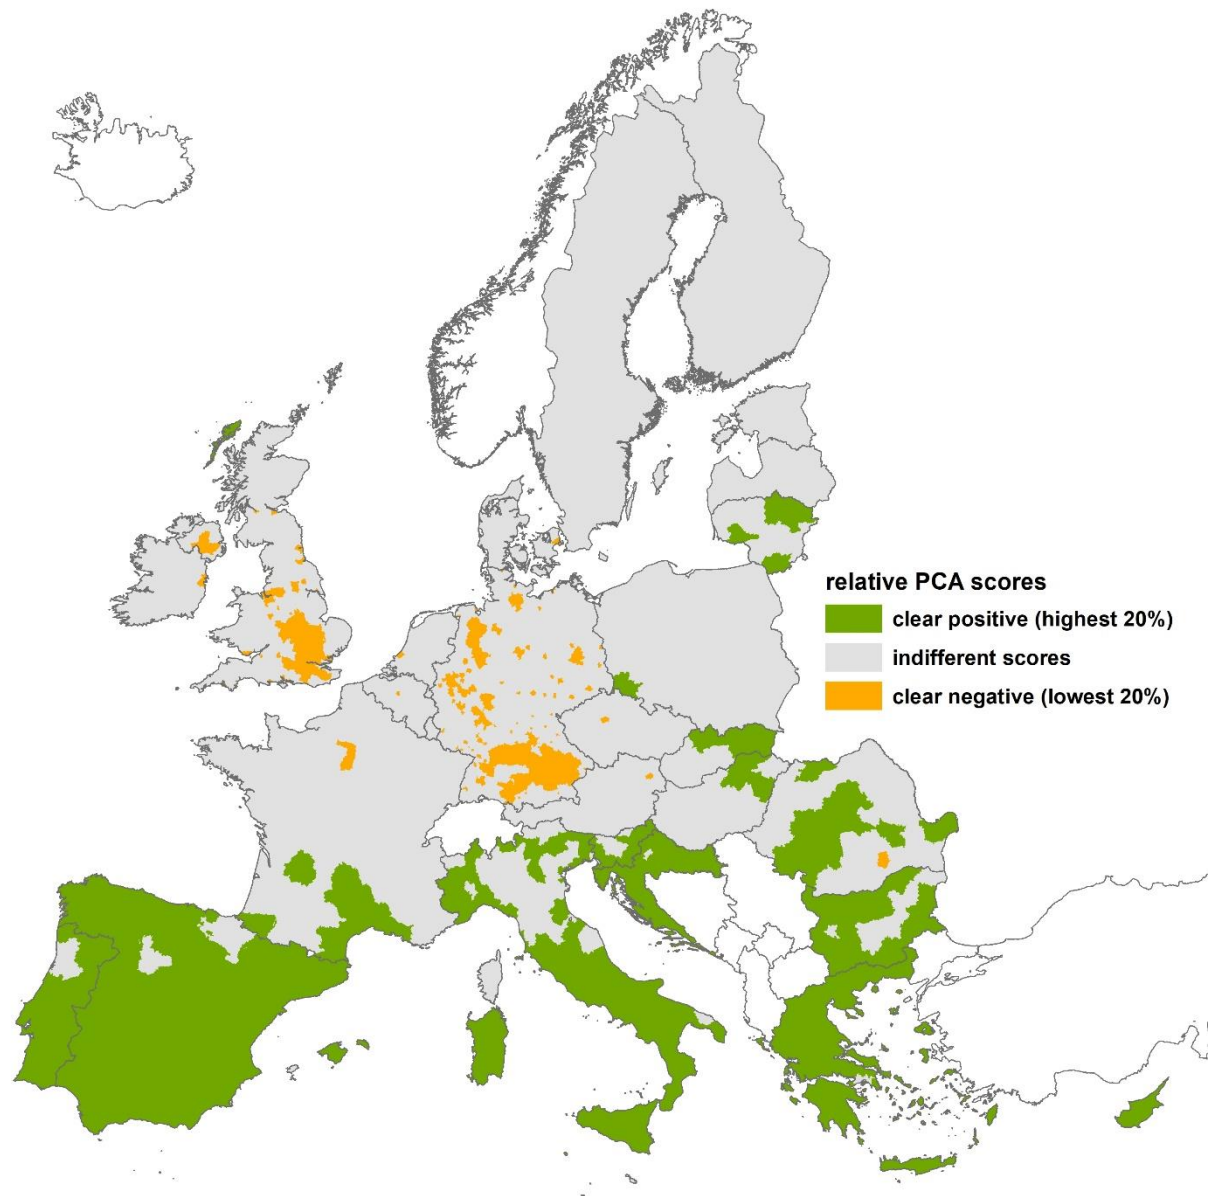 relative PCA scores
clear positive (highest 20%)
indifferent scores
clear negative (lowest 20%)